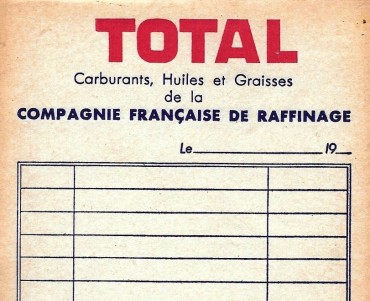 TOTAL
Carburants, Huiles et Graisses
de la
COMPAGNIE FRANÇAISE DE RAFFINAGE
Le 19